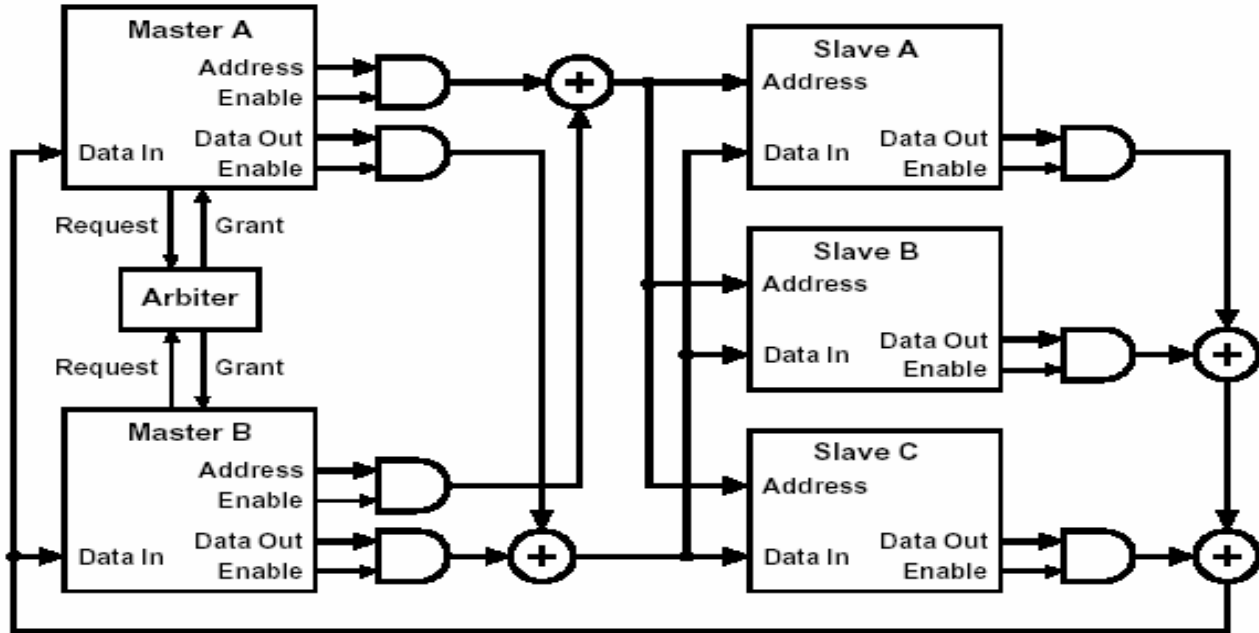 Master A
Address
Enable
Data Out
Data In
Enable
Request
Grant
Arbiter
Request
Grant
Master B
Address
Enable
Data Out
Data In
Enable
+
+
Slave A
Address
Data Out
Data In
Enable
Slave B
Address
Data Out
Data In
Enable
Slave C
Address
Data Out
Data In
Enable
+
+